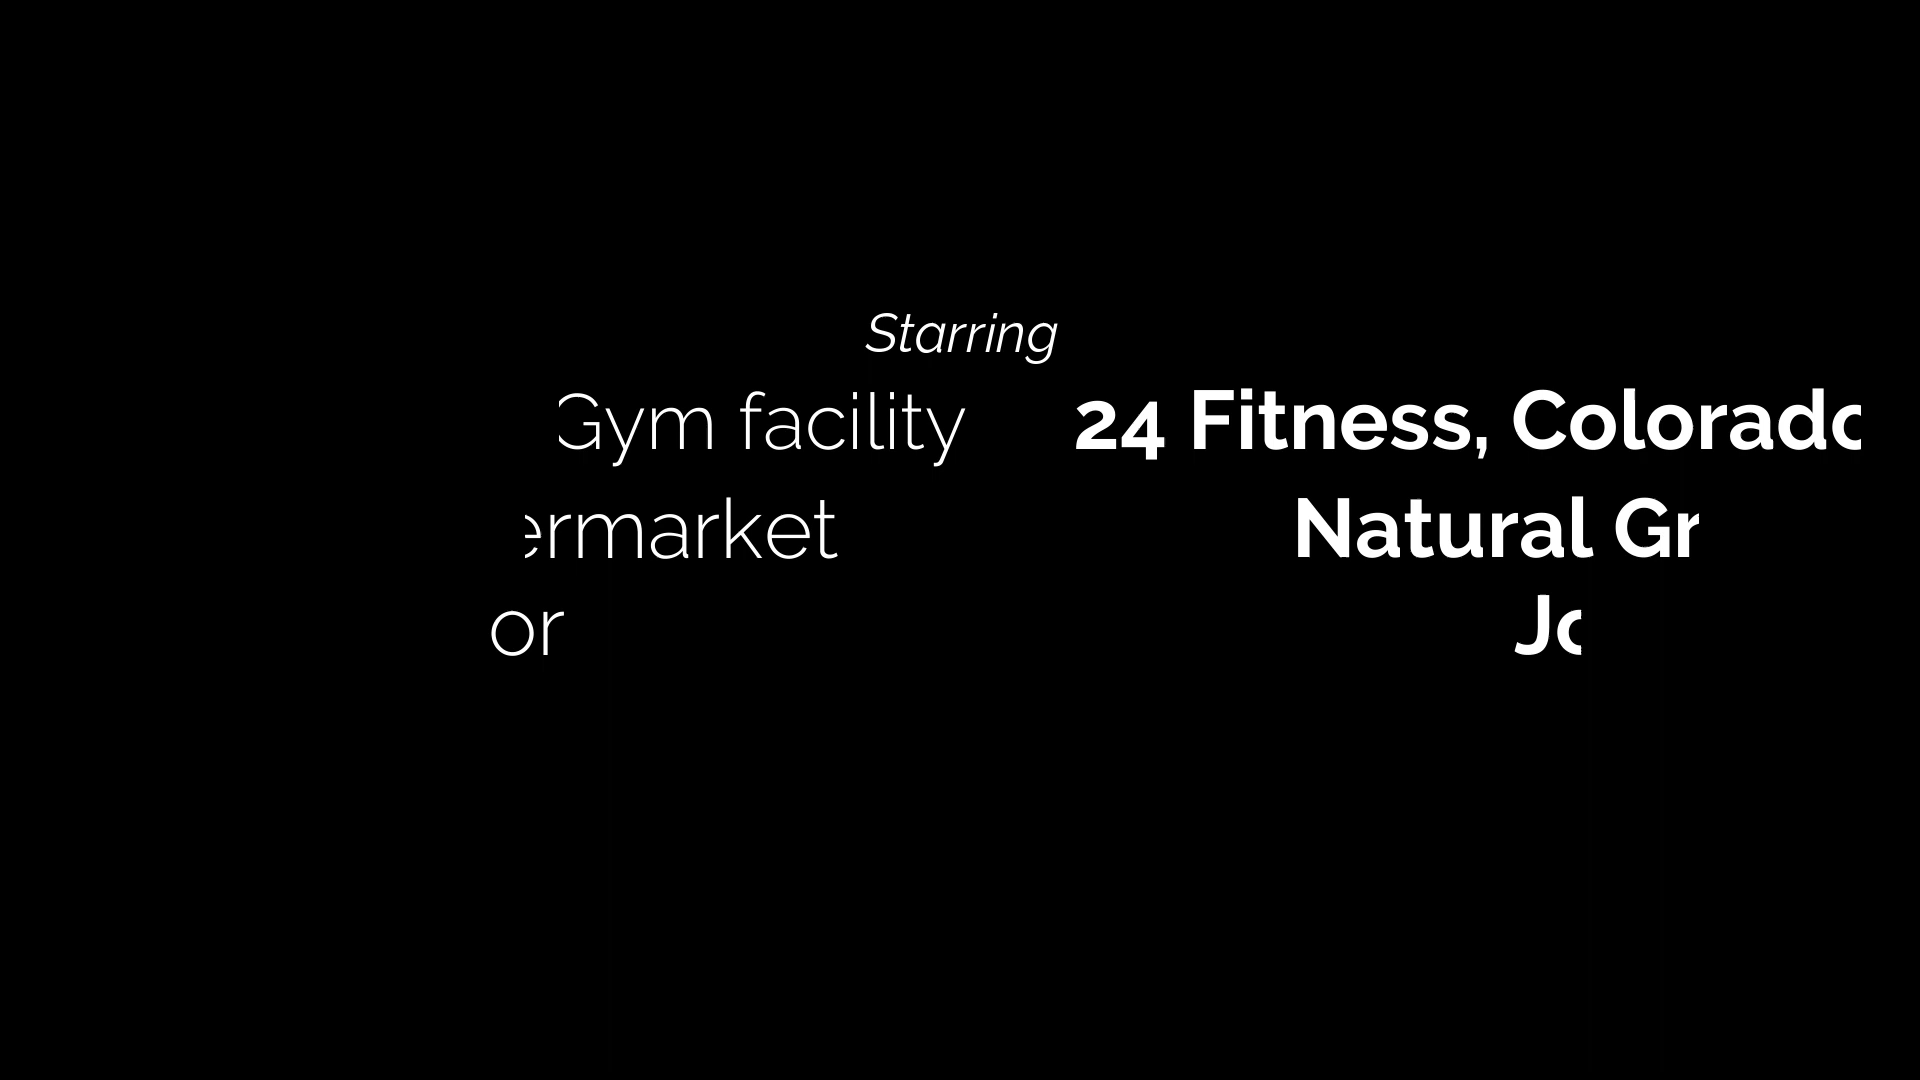 Starring
Gym facility 24 Fitness, Colorado
ermarket Natural Gr
or Jo